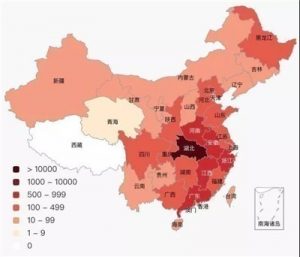 黑龙江
吉林
辽宁
新疆
内蒙古
北京
天津
河北
甘肃
宁夏
山西
山东
青海
陕西
河南
江苏
西藏
四川
重庆
湖北
安徽
上海
浙江
湖南
江西
贵州
福建
云南
广西
广东
台湾
香港
澳门
海南
南海诸岛
> 10000
1000 - 10000
500 - 999
100 - 499
10 - 99
1 - 9
0